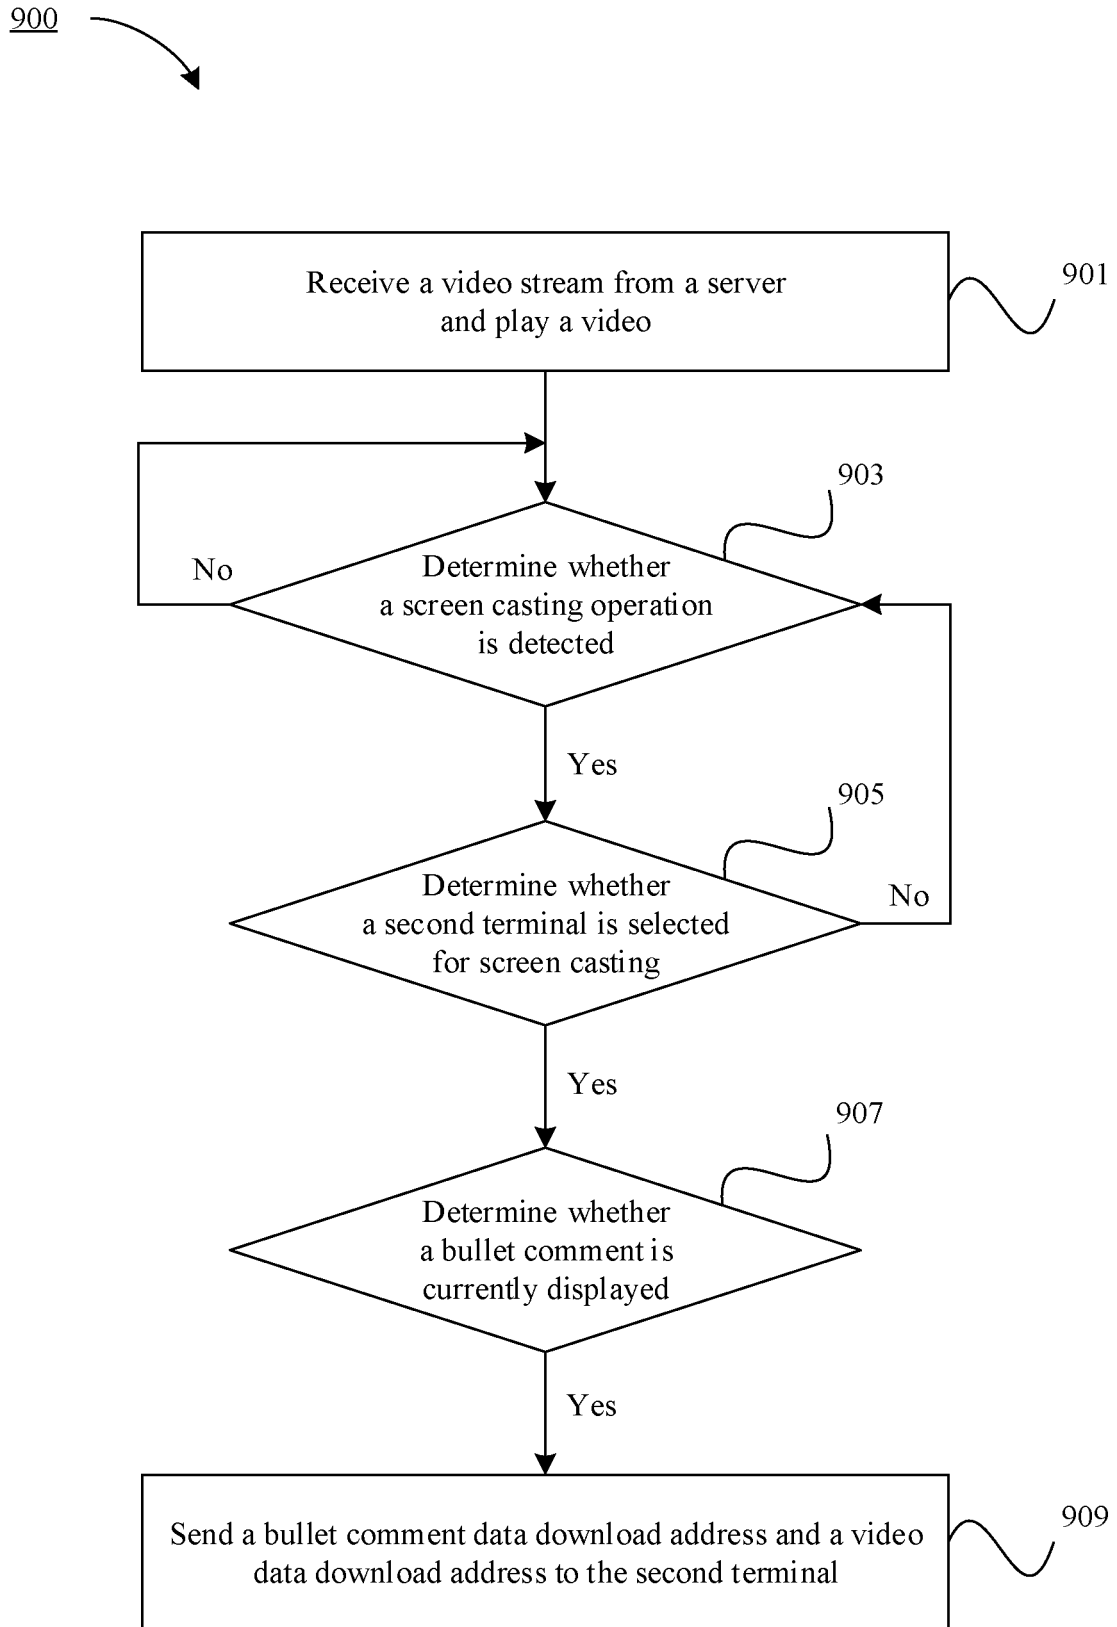 900
Receive a video stream from a server
and play a video
901
903
No
Determine whether
a screen casting operation
is detected
Yes
905
Determine whether
a second terminal is selected
for screen casting
No
Yes
907
Determine whether
a bullet comment is
currently displayed
Yes
Send a bullet comment data download address and a video
data download address to the second terminal
909